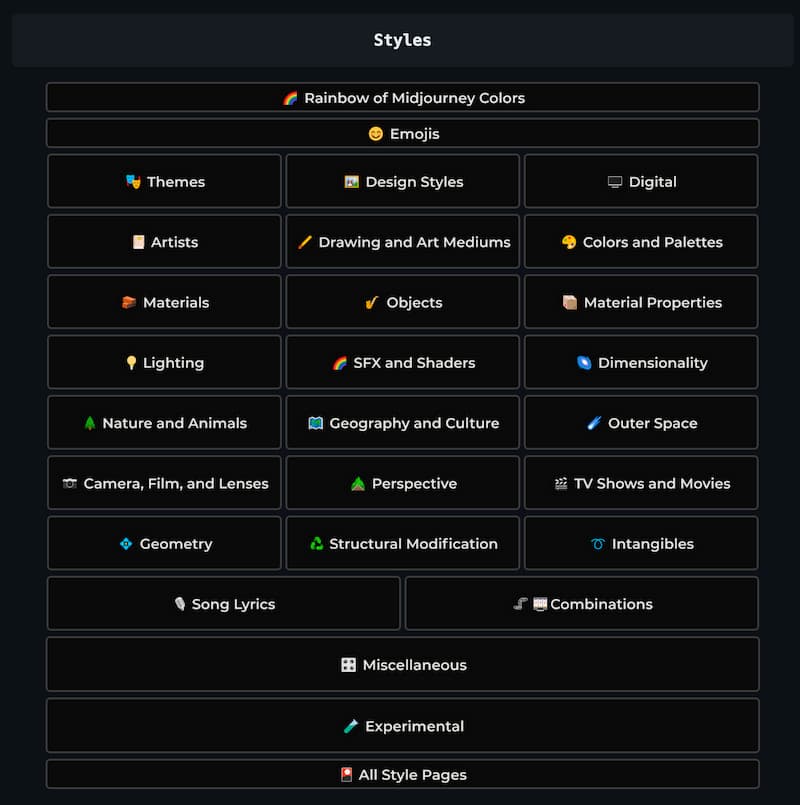 Styles
🌈 Rainbow of Midjourney Colors
😊 Emojis
🎭 Themes
🖼️ Design Styles
🖥️ Digital
Artists
🖌️ Drawing and Art Mediums
🎨 Colors and Palettes
🧱 Materials
🎷 Objects
📦 Material Properties
💡 Lighting
🌈 SFX and Shaders
🌀 Dimensionality
🌲 Nature and Animals
🗺️ Geography and Culture
☄️ Outer Space
📷 Camera, Film, and Lenses
Perspective
🎬 TV Shows and Movies
💠 Geometry
♻️ Structural Modification
➰ Intangibles
🎙️ Song Lyrics
Combinations
🎛️ Miscellaneous
🧪 Experimental
🎴 All Style Pages